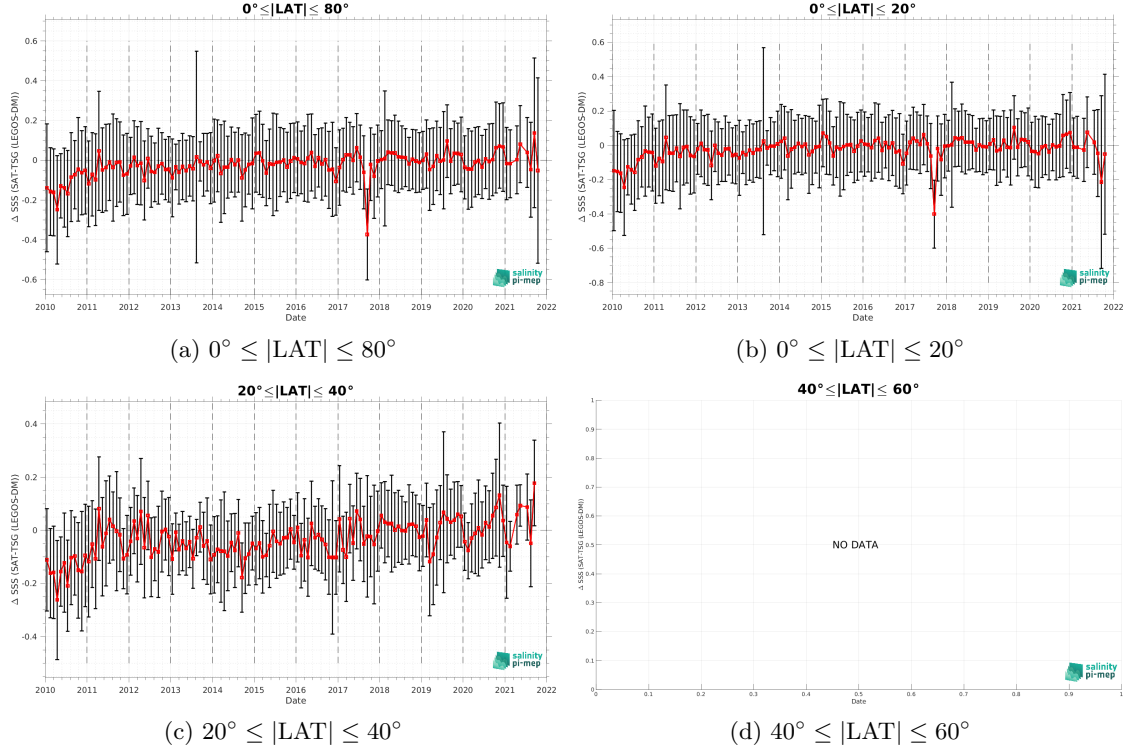 0°≤|LAT|≤ 80°
Δ SSS (SAT-TSG (LEGOS-DM))
0.6
0.4
0.2
0
-0.2
-0.4
-0.6
2010 2011 2012 2013 2014 2015 2016 2017 2018 2019 2020 2021 2022
Date
salinity
pi-mep
(a) 0° ≤ |LAT| ≤ 80°
0°≤|LAT|≤ 20°
Δ SSS (SAT-TSG (LEGOS-DM))
0.6
0.4
0.2
0
-0.2
-0.4
-0.6
-0.8
2010 2011 2012 2013 2014 2015 2016 2017 2018 2019 2020 2021 2022
Date
salinity
pi-mep
(b) 0° ≤ |LAT| ≤ 20°
20°≤|LAT|≤ 40°
Δ SSS (SAT-TSG (LEGOS-DM))
0.4
0.2
0
-0.2
-0.4
2010 2011 2012 2013 2014 2015 2016 2017 2018 2019 2020 2021 2022
Date
salinity
pi-mep
(c) 20° ≤ |LAT| ≤ 40°
40°≤|LAT|≤ 60°
Δ SSS (SAT-TSG (LEGOS-DM))
1
0.9
0.8
0.7
0.6
0.5
0.4
0.3
0.2
0.1
0
NO DATA
0 0.1 0.2 0.3 0.4 0.5 0.6 0.7 0.8 0.9 1
Date
salinity
pi-mep
(d) 40° ≤ |LAT| ≤ 60°